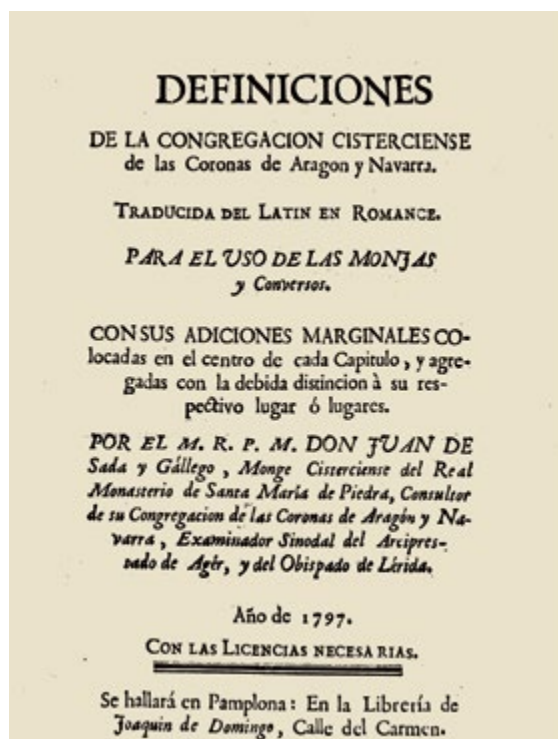 DEFINICIONES
DE LA CONGREGACION CISTERCIENSE
de las Coronas de Aragon y Navarra.
TRADUCIDA DEL LATIN EN ROMANCE.
PARA EL USO DE LAS MONJAS
y Conversos.
CON SUS ADICIONES MARGINALES CO-
locadas en el centro de cada Capitulo, y agre-
gadas con la debida distincion à su res-
pectivo lugar ó lugares.
POR EL M. R. P. M. DON JUAN DE
Sada y Gállego, Monge Cisterciense del Real
Monasterio de Santa María de Piedra, Consultor
de su Congregacion de las Coronas de Aragón y Na-
varra, Examinador Sinodal del Arcipres-
tado de Agér, y del Obispado de Lérida.
Año de 1797.
CON LAS LICENCIAS NECESARIAS.
Se hallará en Pamplona: En la Librería de
Joaquin de Domingo, Calle del Carmen.